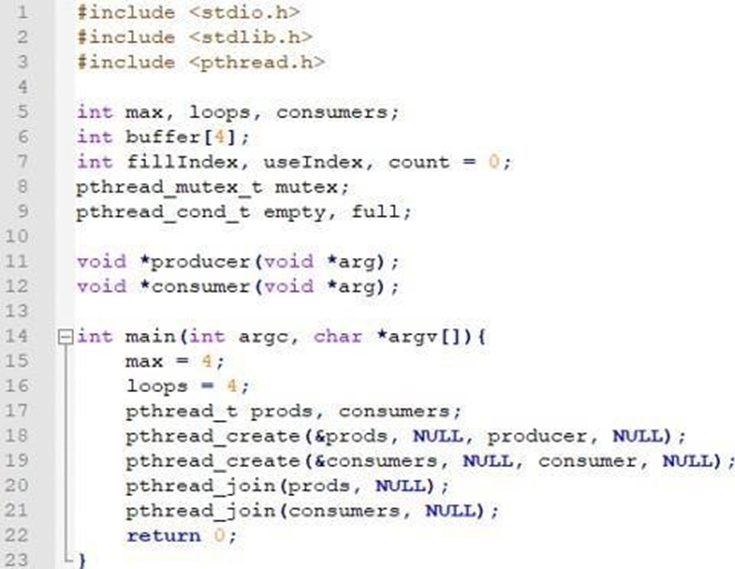 1 #include <stdio.h>
2 #include <stdlib.h>
3 #include <pthread.h>
4
5 int max, loops, consumers;
6 int buffer[4];
7 int fillIndex, useIndex, count = 0;
8 pthread_mutex_t mutex;
9 pthread_cond_t empty, full;
10
11 void *producer(void *arg);
12 void *consumer(void *arg);
13
14 int main(int argc, char *argv[]){
15 max = 4;
16 loops = 4;
17 pthread_t prods, consumers;
18 pthread_create(&prods, NULL, producer, NULL);
19 pthread_create(&consumers, NULL, consumer, NULL);
20 pthread_join(prods, NULL);
21 pthread_join(consumers, NULL);
22 return 0;
23 }